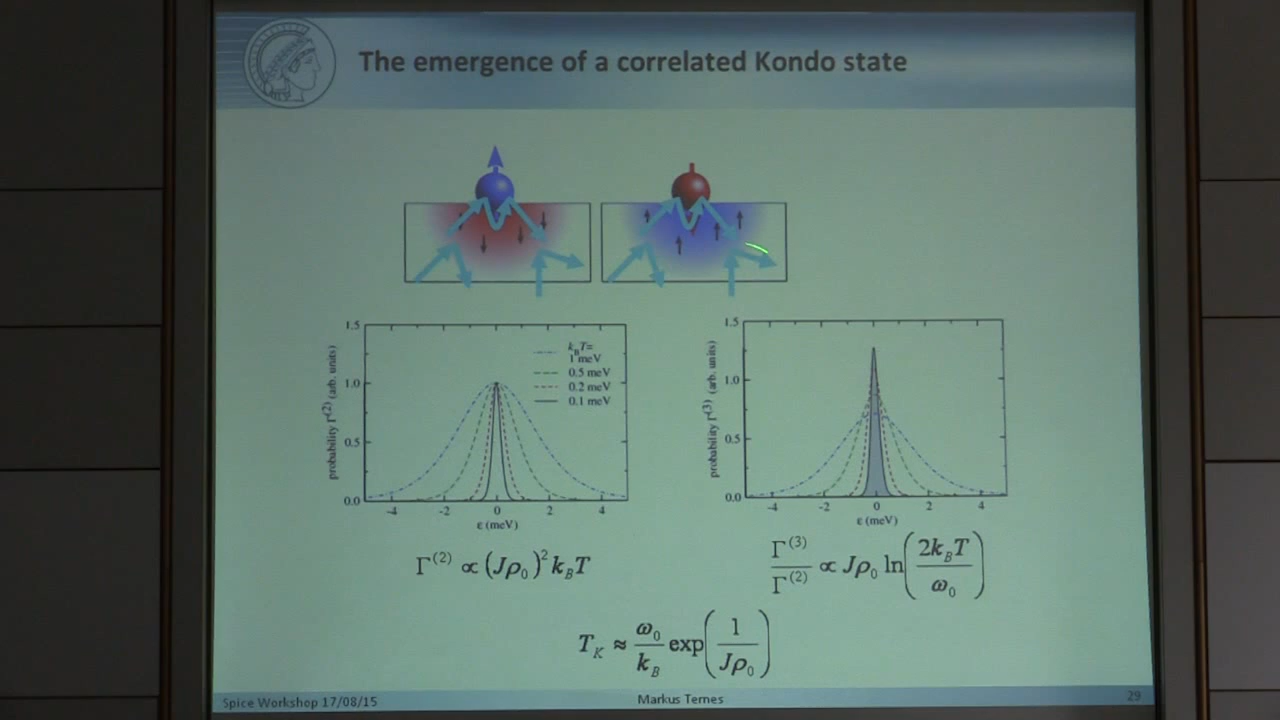 The emergence of a correlated Kondo state
1.5
1.0
0.5
0.0
probability Γ(2) (arb. units)
kBT=
1 meV
0.5 meV
0.2 meV
0.1 meV
-4 -2 0 2 4
ε (meV)
1.5
1.0
0.5
0.0
probability Γ(3) (arb. units)
-4 -2 0 2 4
ε (meV)
Γ(2) ∝ (Jρ0)2 kBT
Γ(3) / Γ(2) ∝ Jρ0 ln(2kBT / ω0)
TK ≈ ω0 / kB exp(1 / Jρ0)
Spice Workshop 17/08/15
Markus Ternes
29